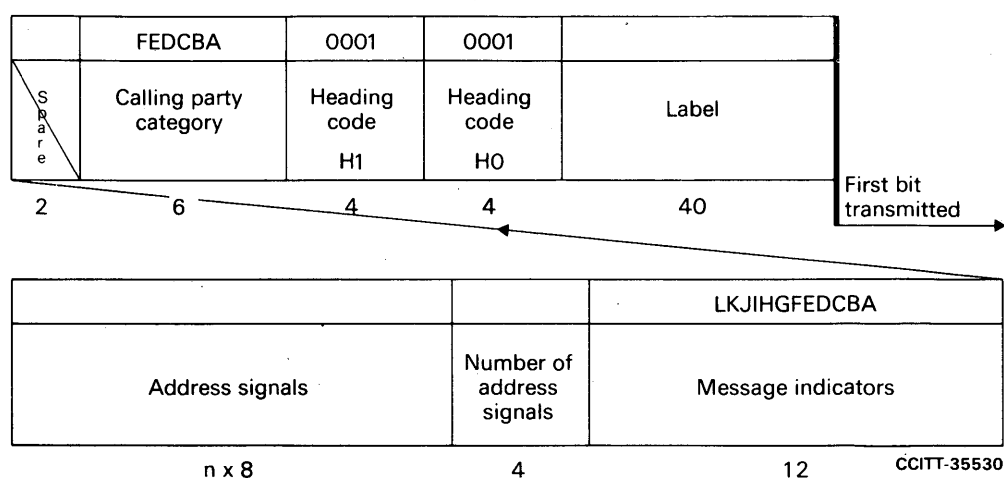 FEDCBA 0001 0001
Spare
Calling party
category
Heading
code
H1
Heading
code
H0
Label
2 6 4 4 40
First bit
transmitted
LKJIHGFEDCBA
Address signals
Number of
address
signals
Message indicators
n x 8 4 12
CCITT-35530